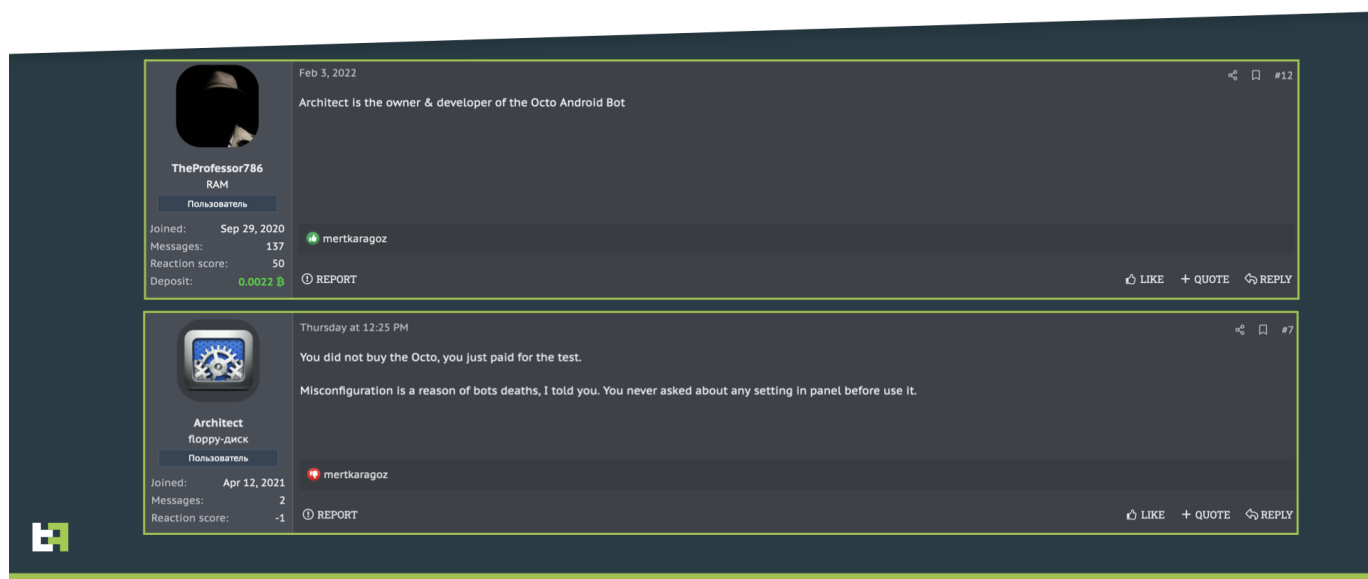 Feb 3, 2022
#12
Architect is the owner & developer of the Octo Android Bot
TheProfessor786
RAM
Пользователь
Joined: Sep 29, 2020
Messages: 137
Reaction score: 50
Deposit: 0.0022 ₿
mertkaragoz
REPORT
LIKE + QUOTE REPLY
Thursday at 12:25 PM
#7
You did not buy the Octo, you just paid for the test.
Misconfiguration is a reason of bots deaths, I told you. You never asked about any setting in panel before use it.
Architect
floppy-диск
Пользователь
Joined: Apr 12, 2021
Messages: 2
Reaction score: -1
mertkaragoz
REPORT
LIKE + QUOTE REPLY